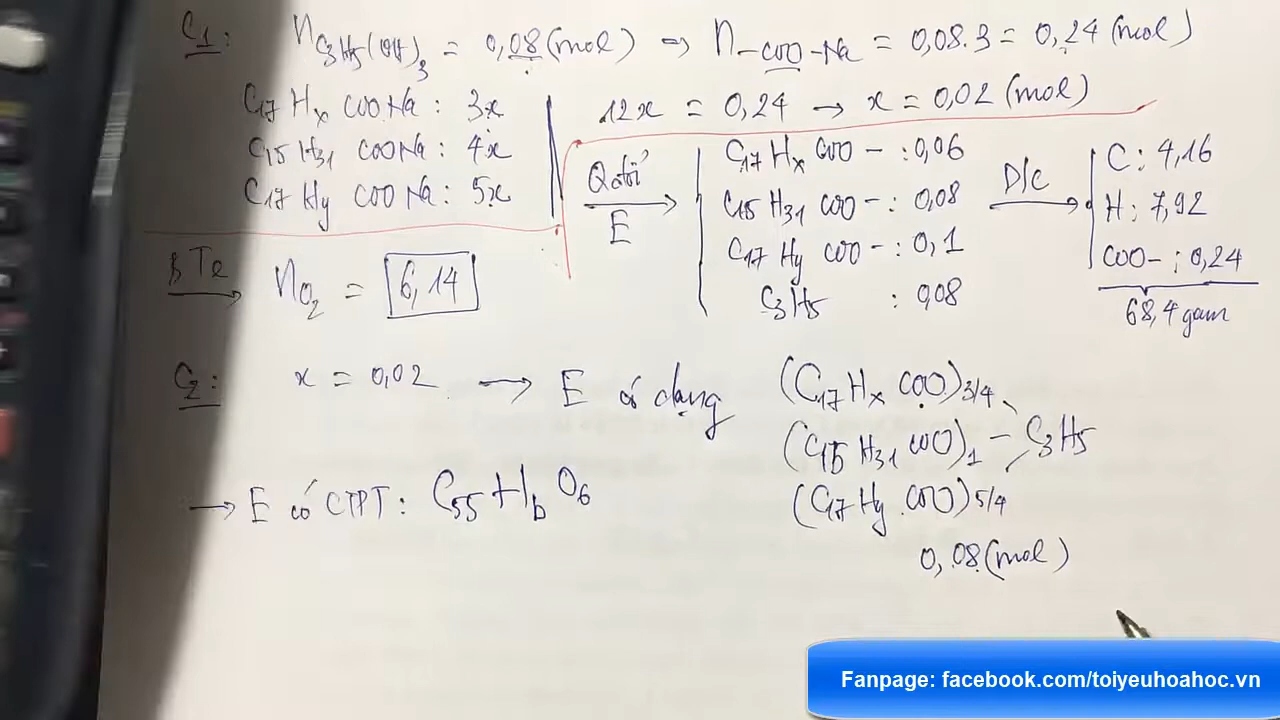 C1: nC3H5(OH)3 = 0,08 (mol) → n-COO-Na = 0,08.3 = 0,24 (mol)
C17HxCOONa: 3x
C15H31COONa: 4x
C17HyCOONa: 5x
12x = 0,24 → x = 0,02 (mol)
Qđổi
E
C17HxCOO- : 0,06
C15H31COO- : 0,08
C17HyCOO- : 0,1
C3H5 : 0,08
Đ/C
C: 4,16
H: 7,92
COO- : 0,24
68,4 gam
BTe nO2 = 6,14
C2: x = 0,02 → E có dạng
(C17HxCOO)3/4
(C15H31COO)1 - C3H5
(C17HyCOO)5/4
0,08 (mol)
→ E có CTPT: C55HbO6
Fanpage: facebook.com/toiyeuhoahoc.vn